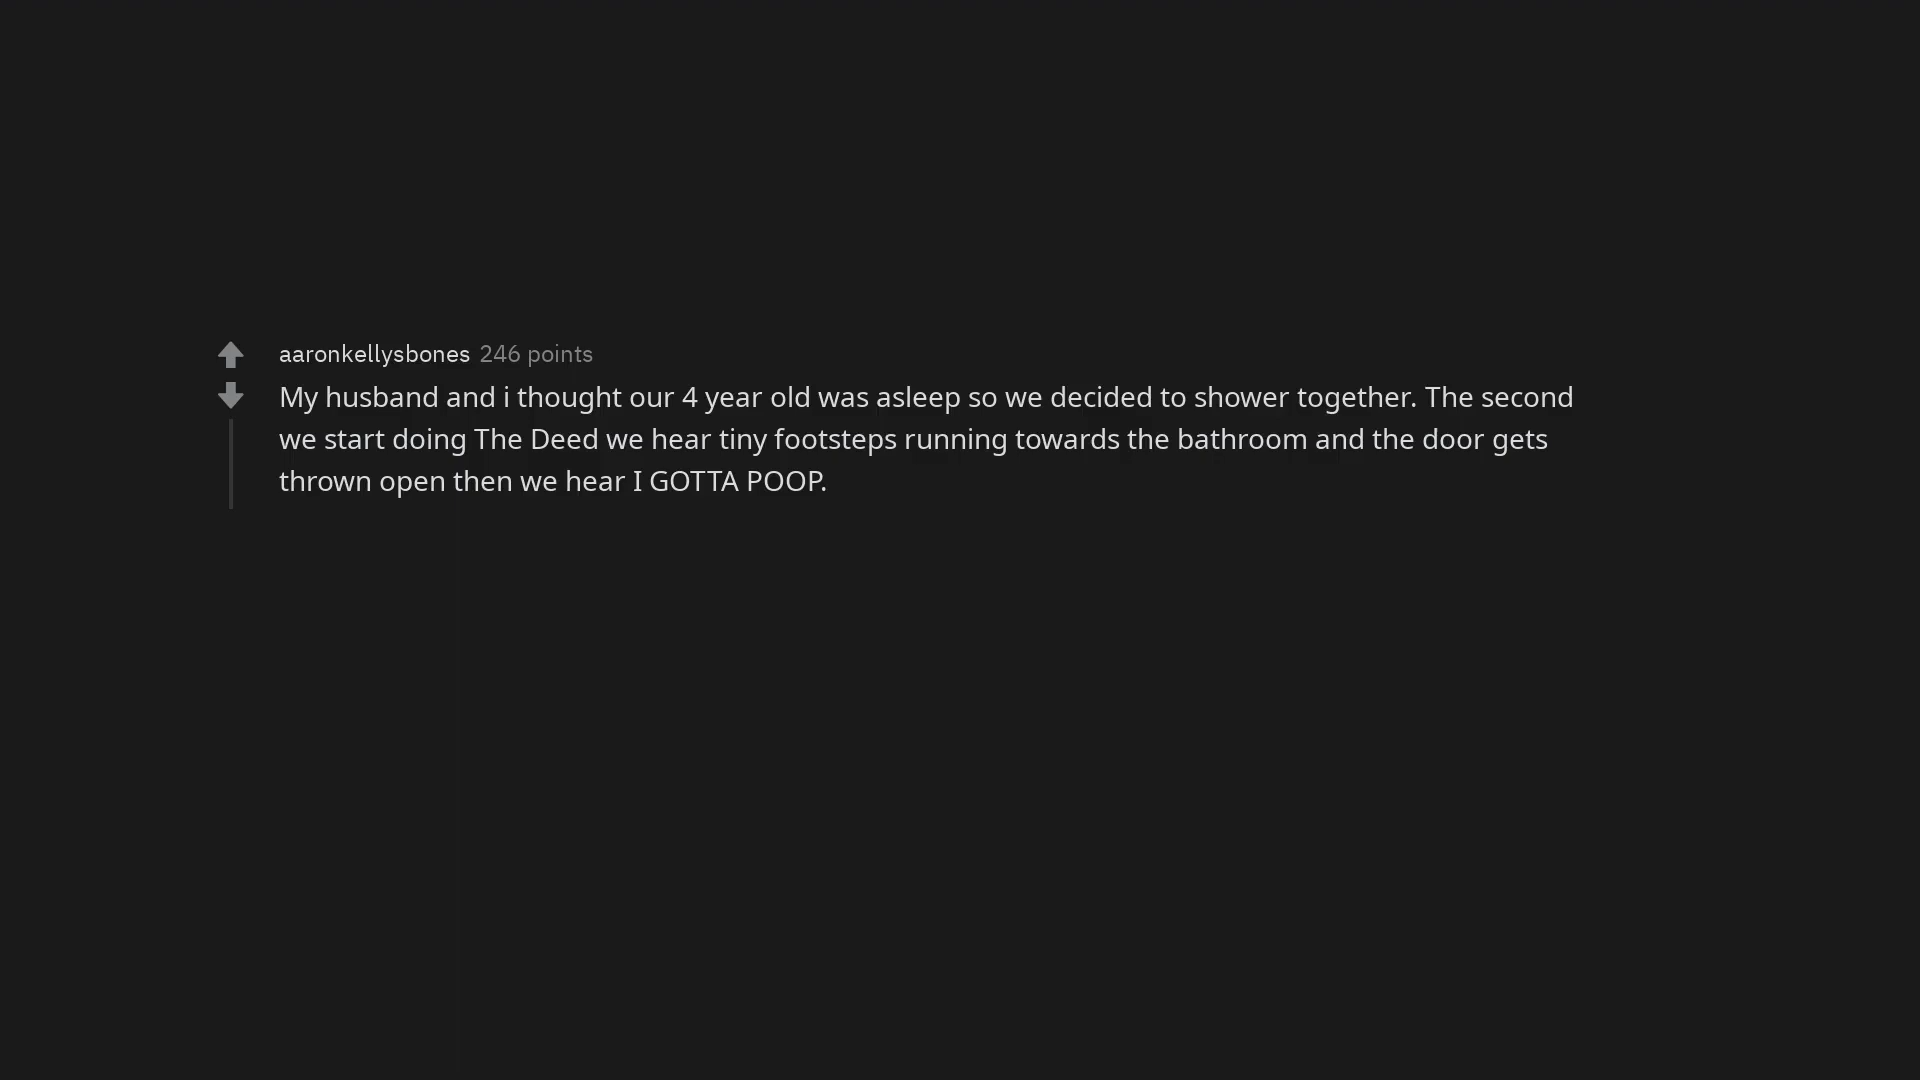 aaronkellysbones 246 points
My husband and i thought our 4 year old was asleep so we decided to shower together. The second
we start doing The Deed we hear tiny footsteps running towards the bathroom and the door gets
thrown open then we hear I GOTTA POOP.